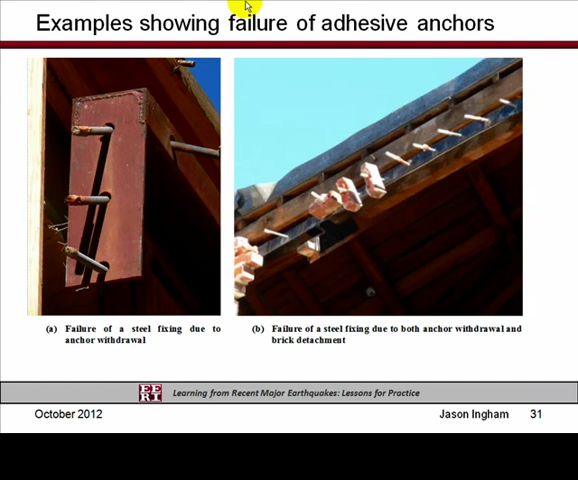 Examples showing failure of adhesive anchors
(a) Failure of a steel fixing due to
anchor withdrawal
(b) Failure of a steel fixing due to both anchor withdrawal and
brick detachment
EE
RI
Learning from Recent Major Earthquakes: Lessons for Practice
October 2012
Jason Ingham
31